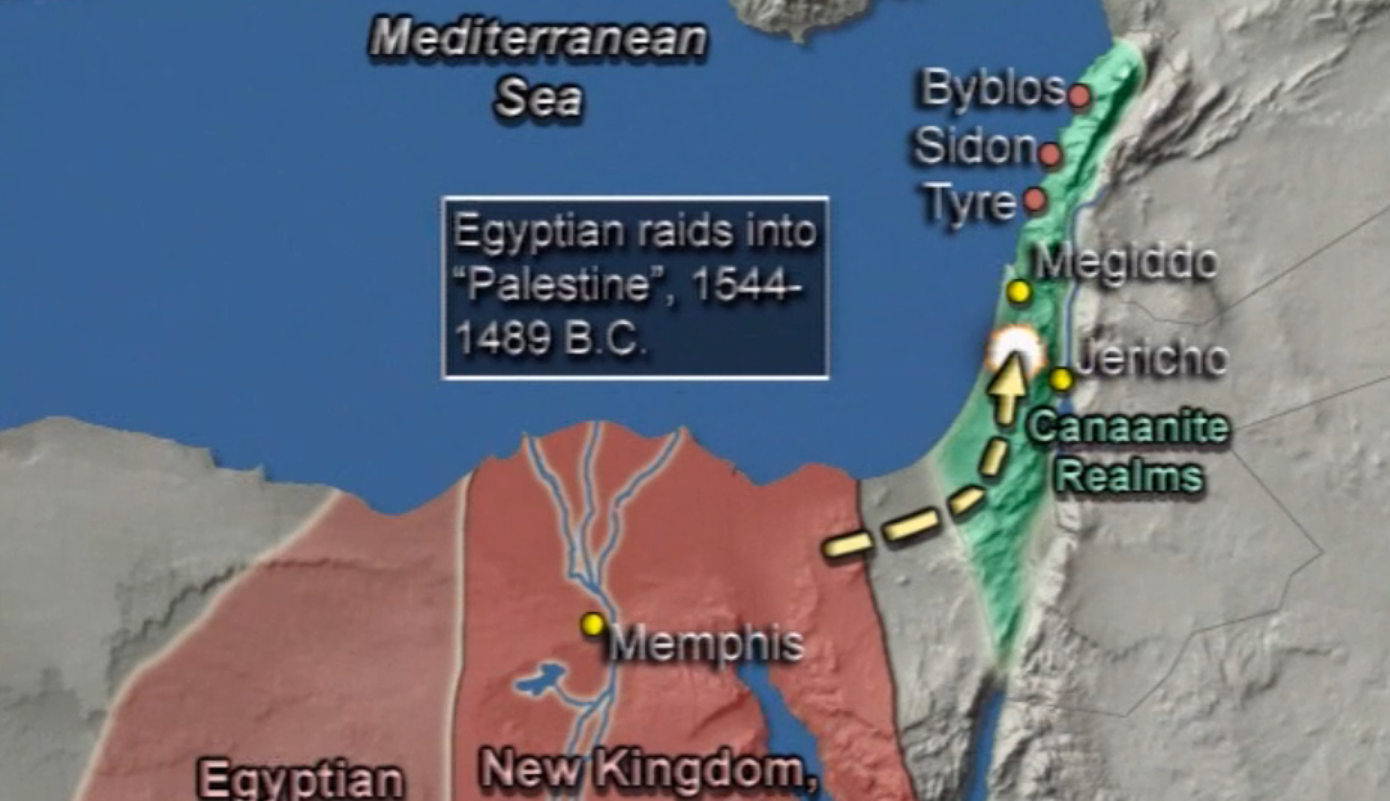 Mediterranean
Sea
Byblos
Sidon
Tyre
Egyptian raids into
“Palestine”, 1544-
1489 B.C.
Megiddo
Jericho
Canaanite
Realms
Memphis
Egyptian
New Kingdom,